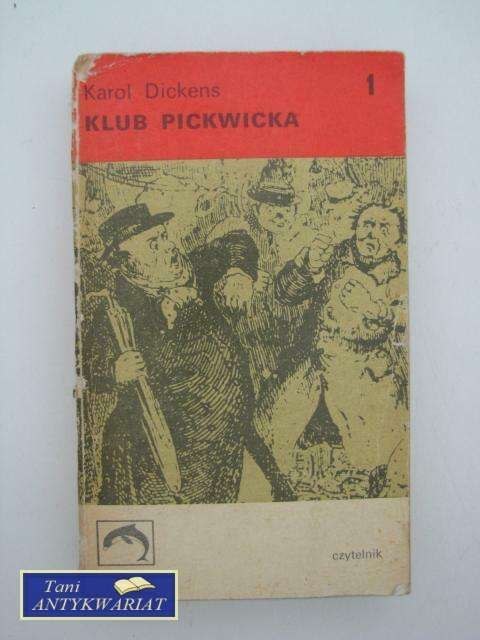 Karol Dickens 1
KLUB PICKWICKA
czytelnik
Tani
ANTYKWARIAT